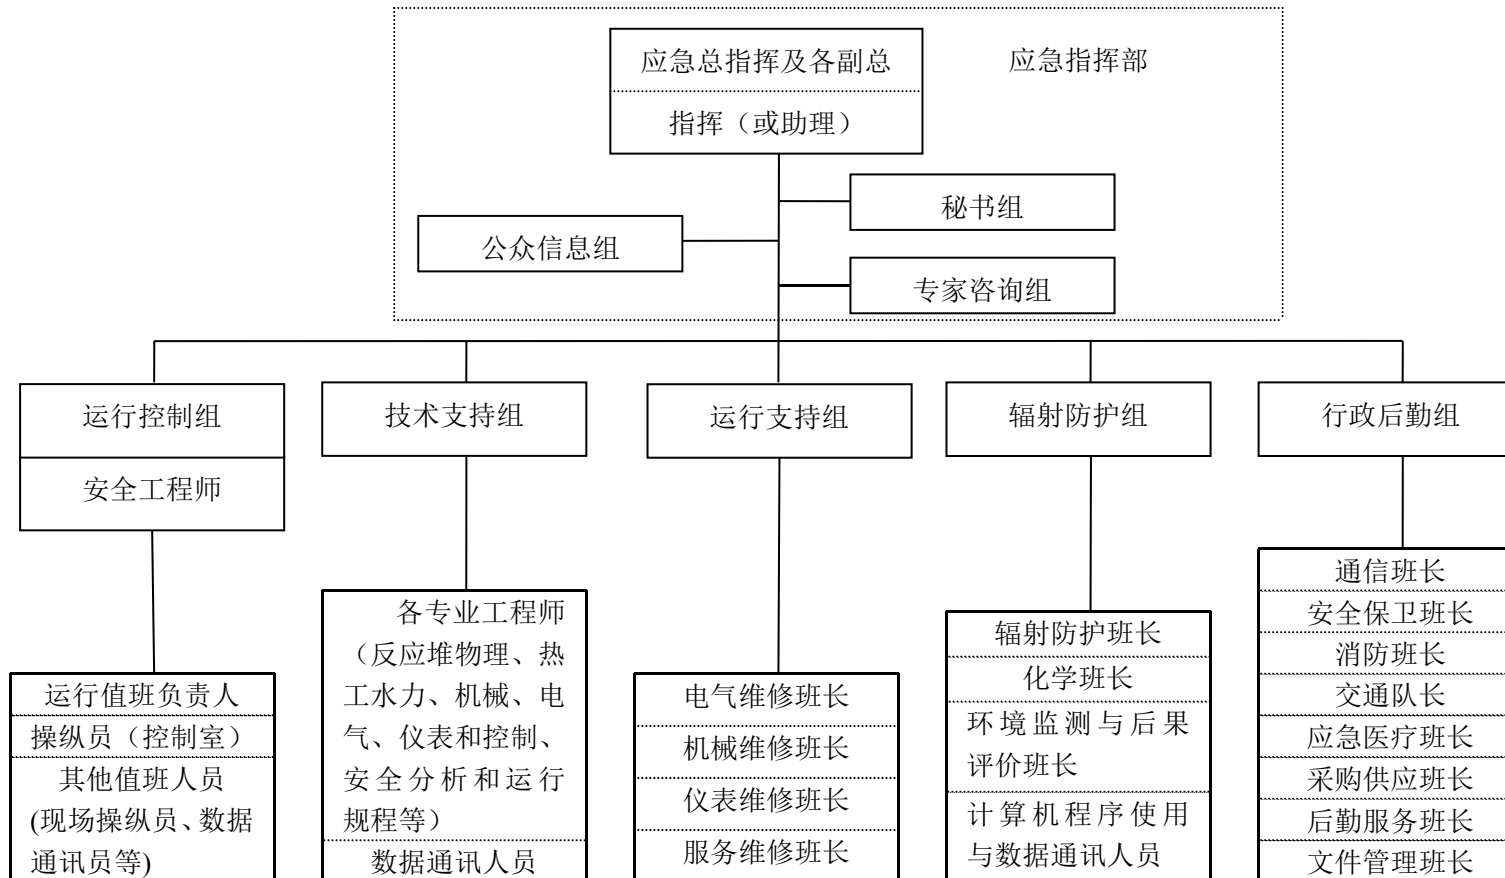 应急总指挥及各副总
指挥（或助理）
应急指挥部
秘书组
公众信息组
专家咨询组
运行控制组
安全工程师
技术支持组
运行支持组
辐射防护组
行政后勤组
运行值班负责人
操纵员（控制室）
其他值班人员
(现场操纵员、数据
通讯员等)
各专业工程师
（反应堆物理、热
工水力、机械、电
气、仪表和控制、
安全分析和运行
规程等）
数据通讯人员
电气维修班长
机械维修班长
仪表维修班长
服务维修班长
辐射防护班长
化学班长
环境监测与后果
评价班长
计算机程序使用
与数据通讯人员
通信班长
安全保卫班长
消防班长
交通队长
应急医疗班长
采购供应班长
后勤服务班长
文件管理班长